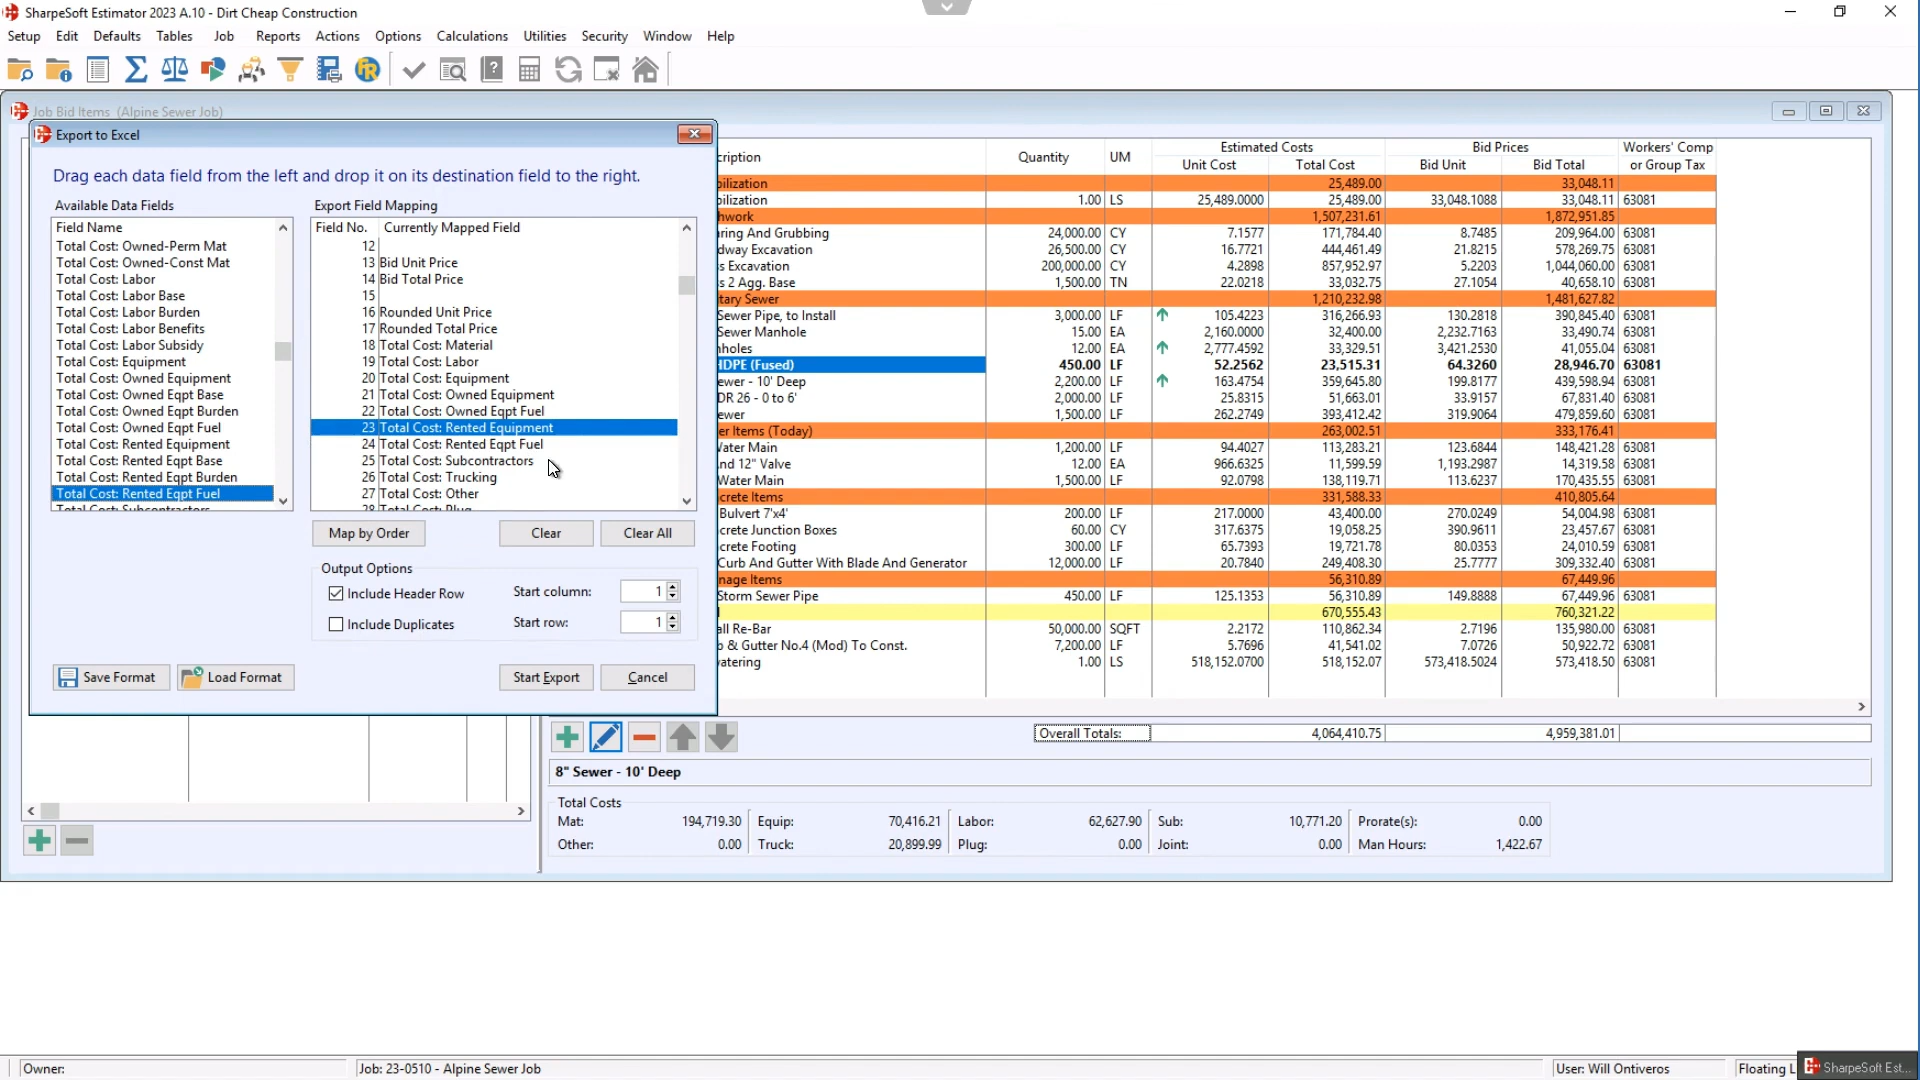 SharpeSoft Estimator 2023 A.10 - Dirt Cheap Construction
Setup Edit Defaults Tables Job Reports Actions Options Calculations Utilities Security Window Help
Job Bid Items (Alpine Sewer Job)
Export to Excel
Drag each data field from the left and drop it on its destination field to the right.
Available Data Fields
Field Name
Total Cost: Owned-Perm Mat
Total Cost: Owned-Const Mat
Total Cost: Labor
Total Cost: Labor Base
Total Cost: Labor Burden
Total Cost: Labor Benefits
Total Cost: Labor Subsidy
Total Cost: Equipment
Total Cost: Owned Equipment
Total Cost: Owned Eqpt Base
Total Cost: Owned Eqpt Burden
Total Cost: Owned Eqpt Fuel
Total Cost: Rented Equipment
Total Cost: Rented Eqpt Base
Total Cost: Rented Eqpt Burden
Total Cost: Rented Eqpt Fuel
Total Cost: Subcontractors
Export Field Mapping
Field No. Currently Mapped Field
12
13 Bid Unit Price
14 Bid Total Price
15
16 Rounded Unit Price
17 Rounded Total Price
18 Total Cost: Material
19 Total Cost: Labor
20 Total Cost: Equipment
21 Total Cost: Owned Equipment
22 Total Cost: Owned Eqpt Fuel
23 Total Cost: Rented Equipment
24 Total Cost: Rented Eqpt Fuel
25 Total Cost: Subcontractors
26 Total Cost: Trucking
27 Total Cost: Other
28 Total Cost: Plug
Map by Order Clear Clear All
Output Options
Include Header Row Start column: 1
Include Duplicates Start row: 1
Save Format Load Format Start Export Cancel
Estimated Costs Bid Prices Workers' Comp
cription Quantity UM Unit Cost Total Cost Bid Unit Bid Total or Group Tax
bilization 25,489.00 33,048.11
bilization 1.00 LS 25,489.0000 25,489.00 33,048.1088 33,048.11 63081
hwork 1,507,231.61 1,872,951.85
ring And Grubbing 24,000.00 CY 7.1577 171,784.40 8.7485 209,964.00 63081
dway Excavation 26,500.00 CY 16.7721 444,461.49 21.8215 578,269.75 63081
s Excavation 200,000.00 CY 4.2898 857,952.97 5.2203 1,044,060.00 63081
s 2 Agg. Base 1,500.00 TN 22.0218 33,032.75 27.1054 40,658.10 63081
tary Sewer 1,210,232.98 1,481,627.82
Sewer Pipe, to Install 3,000.00 LF 105.4223 316,266.93 130.2818 390,845.40 63081
Sewer Manhole 15.00 EA 2,160.0000 32,400.00 2,232.7163 33,490.74 63081
holes 12.00 EA 2,777.4592 33,329.51 3,421.2530 41,055.04 63081
HDPE (Fused) 450.00 LF 52.2562 23,515.31 64.3260 28,946.70 63081
ewer - 10' Deep 2,200.00 LF 163.4754 359,645.80 199.8177 439,598.94 63081
DR 26 - 0 to 6' 2,000.00 LF 25.8315 51,663.01 33.9157 67,831.40 63081
ewer 1,500.00 LF 262.2749 393,412.42 319.9064 479,859.60 63081
er Items (Today) 263,002.51 333,176.41
Water Main 1,200.00 LF 94.4027 113,283.21 123.6844 148,421.28 63081
nd 12" Valve 12.00 EA 966.6325 11,599.59 1,193.2987 14,319.58 63081
Water Main 1,500.00 LF 92.0798 138,119.71 113.6237 170,435.55 63081
crete Items 331,588.33 410,805.64
Bulvert 7'x4' 200.00 LF 217.0000 43,400.00 270.0249 54,004.98 63081
crete Junction Boxes 60.00 CY 317.6375 19,058.25 390.9611 23,457.67 63081
crete Footing 300.00 LF 65.7393 19,721.78 80.0353 24,010.59 63081
Curb And Gutter With Blade And Generator 12,000.00 LF 20.7840 249,408.30 25.7777 309,332.40 63081
nage Items 56,310.89 67,449.96
Storm Sewer Pipe 450.00 LF 125.1353 56,310.89 149.8888 67,449.96 63081
670,555.43 760,321.22
all Re-Bar 50,000.00 SQFT 2.2172 110,862.34 2.7196 135,980.00 63081
b & Gutter No.4 (Mod) To Const. 7,200.00 LF 5.7696 41,541.02 7.0726 50,922.72 63081
watering 1.00 LS 518,152.0700 518,152.07 573,418.5024 573,418.50 63081
Overall Totals: 4,064,410.75 4,959,381.01
8" Sewer - 10' Deep
Total Costs
Mat: 194,719.30 Equip: 70,416.21 Labor: 62,627.90 Sub: 10,771.20 Prorate(s): 0.00
Other: 0.00 Truck: 20,899.99 Plug: 0.00 Joint: 0.00 Man Hours: 1,422.67
Owner: Job: 23-0510 - Alpine Sewer Job User: Will Ontiveros Floating L
SharpeSoft Est...